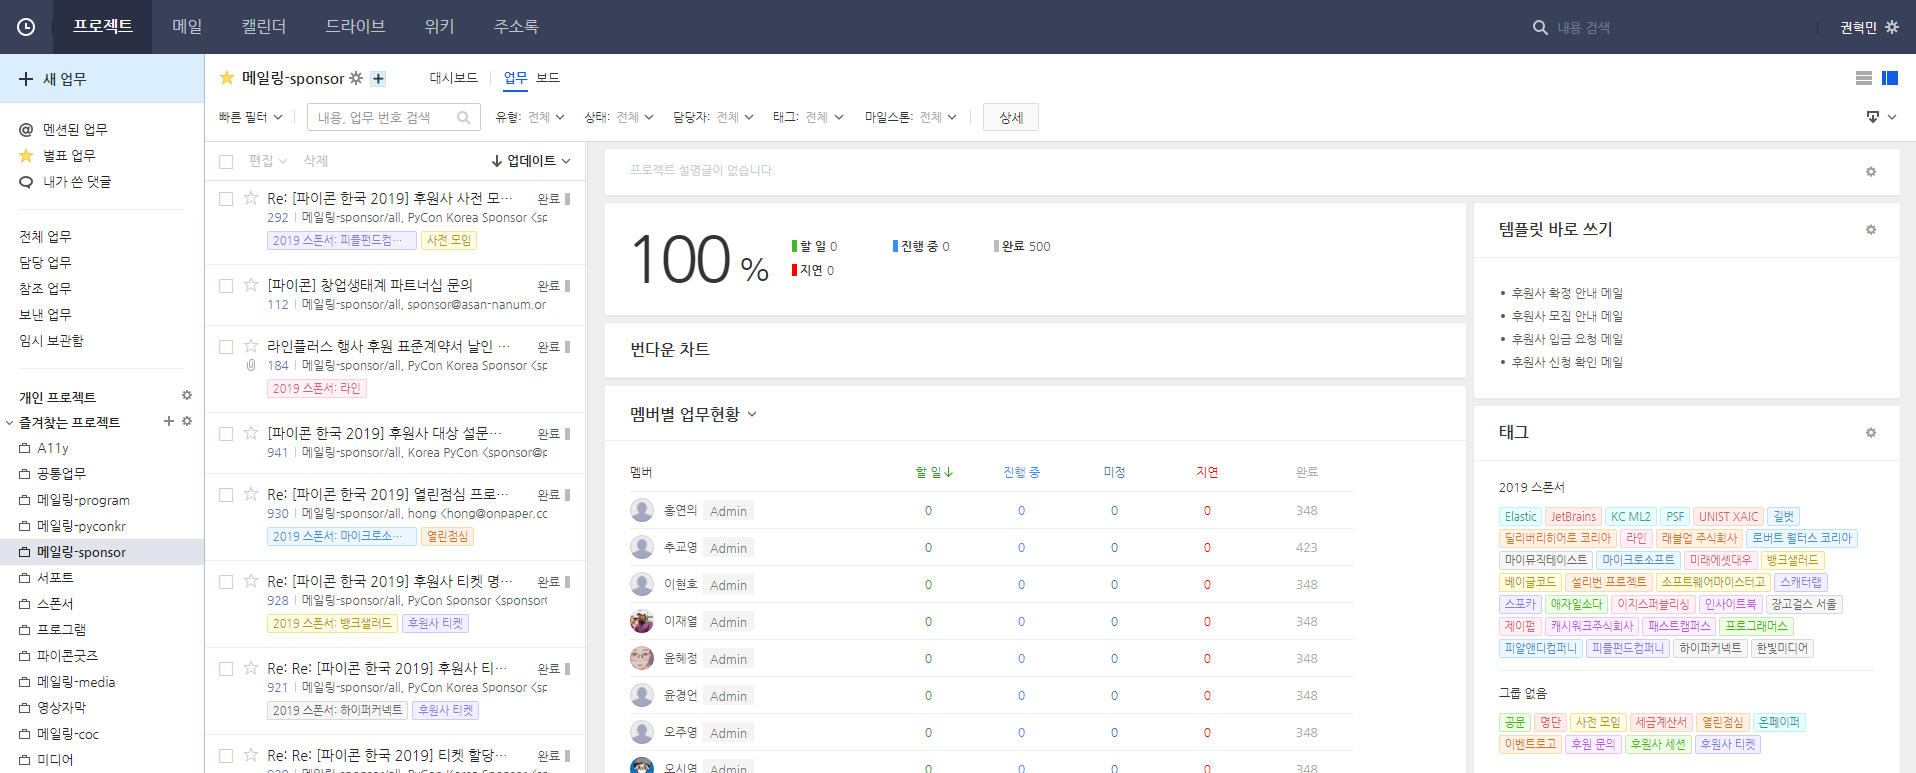 프로젝트 메일 캘린더 드라이브 위키 주소록 내용 검색 권혁민
새 업무
멘션된 업무
별표 업무
내가 쓴 댓글
전체 업무
담당 업무
참조 업무
보낸 업무
임시 보관함
개인 프로젝트
즐겨찾는 프로젝트
A11y
공통업무
메일링-program
메일링-pyconkr
메일링-sponsor
서포트
스폰서
프로그램
파이콘굿즈
메일링-media
영상자막
메일링-coc
미디어
메일링-sponsor 대시보드 업무 보드
빠른 필터 내용, 업무 번호 검색 유형: 전체 상태: 전체 담당자: 전체 태그: 전체 마일스톤: 전체 상세
편집 삭제 업데이트
Re: [파이콘 한국 2019] 후원사 사전 모… 완료
292 메일링-sponsor/all, PyCon Korea Sponsor <sp
2019 스폰서: 피플펀드컴… 사전 모임
[파이콘] 창업생태계 파트너십 문의 완료
112 메일링-sponsor/all, sponsor@asan-nanum.or
라인플러스 행사 후원 표준계약서 날인 … 완료
184 메일링-sponsor/all, PyCon Korea Sponsor <sp
2019 스폰서: 라인
[파이콘 한국 2019] 후원사 대상 설문… 완료
941 메일링-sponsor/all, Korea PyCon <sponsor@p
Re: [파이콘 한국 2019] 열린점심 프로… 완료
930 메일링-sponsor/all, hong <hong@onpaper.cc
2019 스폰서: 마이크로소… 열린점심
Re: [파이콘 한국 2019] 후원사 티켓 명… 완료
928 메일링-sponsor/all, PyCon Sponsor <sponsor(
2019 스폰서: 뱅크샐러드 후원사 티켓
Re: Re: [파이콘 한국 2019] 후원사 티… 완료
921 메일링-sponsor/all, PyCon Korea Sponsor <sp
2019 스폰서: 하이퍼커넥트 후원사 티켓
Re: Re: [파이콘 한국 2019] 티켓 할당… 완료
메일링-sponsor/all, PyCon Korea Sponsor <sp
프로젝트 설명글이 없습니다.
100 % 할 일 0 진행 중 0 완료 500
지연 0
번다운 차트
멤버별 업무현황
멤버 할 일 진행 중 미정 지연 완료
홍연의 Admin 0 0 0 0 348
추교영 Admin 0 0 0 0 423
이현호 Admin 0 0 0 0 348
이재열 Admin 0 0 0 0 348
윤혜정 Admin 0 0 0 0 348
윤경언 Admin 0 0 0 0 348
오주영 Admin 0 0 0 0 348
오시영 Admin 0 0 0 0 348
템플릿 바로 쓰기
• 후원사 확정 안내 메일
• 후원사 모집 안내 메일
• 후원사 입금 요청 메일
• 후원사 신청 확인 메일
태그
2019 스폰서
Elastic JetBrains KC ML2 PSF UNIST XAIC 길벗
딜리버리히어로 코리아 라인 래블업 주식회사 로버트 월터스 코리아
마이뮤직테이스트 마이크로소프트 미래에셋대우 뱅크샐러드
베이글코드 설리번 프로젝트 소프트웨어마이스터고 스캐터랩
스포카 애자일소다 이지스퍼블리싱 인사이트북 장고걸스 서울
제이펍 캐시워크주식회사 패스트캠퍼스 프로그래머스
피알앤디컴퍼니 피플펀드컴퍼니 하이퍼커넥트 한빛미디어
그룹 없음
공문 명단 사전 모임 세금계산서 열린점심 온페이퍼
이벤트로고 후원 문의 후원사 세션 후원사 티켓